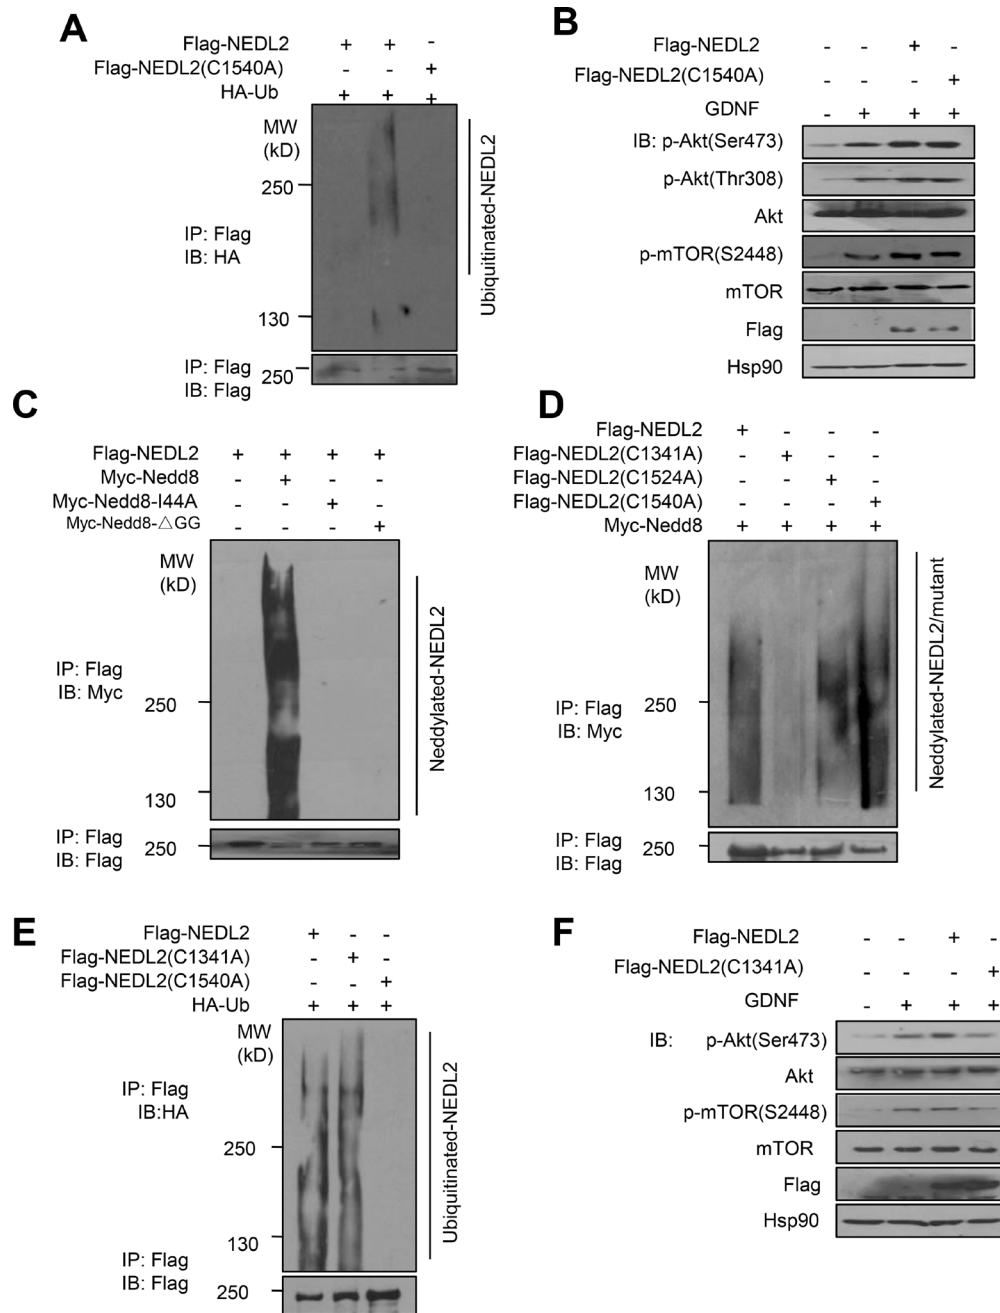 A
Flag-NEDL2 + + -
Flag-NEDL2(C1540A) - - +
HA-Ub + + +
MW
(kD)
250
IP: Flag
IB: HA
130
Ubiquitinated-NEDL2
IP: Flag
IB: Flag
250
B
Flag-NEDL2 - - + -
Flag-NEDL2(C1540A) - - - +
GDNF - + + +
IB: p-Akt(Ser473)
p-Akt(Thr308)
Akt
p-mTOR(S2448)
mTOR
Flag
Hsp90
C
Flag-NEDL2 + + + +
Myc-Nedd8 - + - -
Myc-Nedd8-I44A - - + -
Myc-Nedd8-△GG - - - +
MW
(kD)
IP: Flag
IB: Myc
250
130
Neddylated-NEDL2
IP: Flag
IB: Flag
250
D
Flag-NEDL2 + - - -
Flag-NEDL2(C1341A) - + - -
Flag-NEDL2(C1524A) - - + -
Flag-NEDL2(C1540A) - - - +
Myc-Nedd8 + + + +
MW
(kD)
IP: Flag
IB: Myc
250
130
Neddylated-NEDL2/mutant
IP: Flag
IB: Flag
250
E
Flag-NEDL2 + - -
Flag-NEDL2(C1341A) - + -
Flag-NEDL2(C1540A) - - +
HA-Ub + + +
MW
(kD)
IP: Flag
IB:HA
250
130
Ubiquitinated-NEDL2
IP: Flag
IB: Flag
250
F
Flag-NEDL2 - - + -
Flag-NEDL2(C1341A) - - - +
GDNF - + + +
IB: p-Akt(Ser473)
Akt
p-mTOR(S2448)
mTOR
Flag
Hsp90